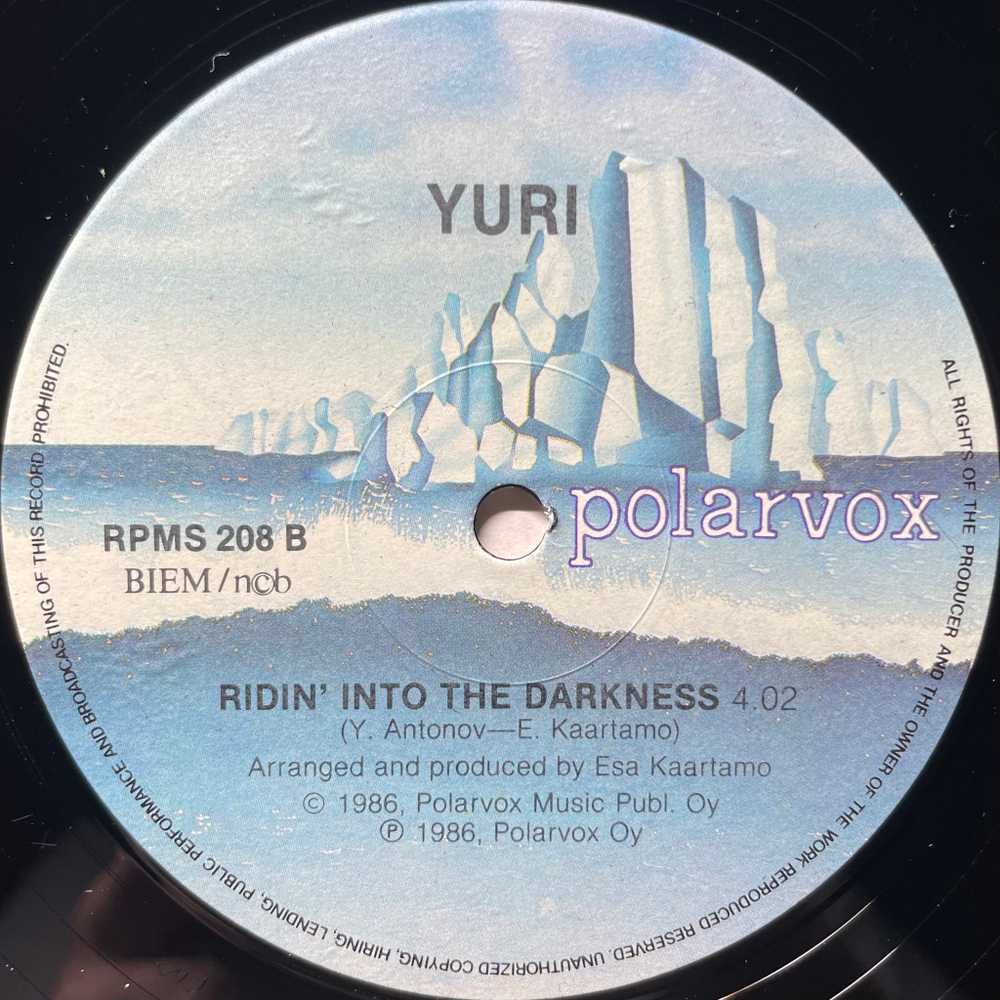 YURI
polarvox
RPMS 208 B
BIEM/n©b
RIDIN' INTO THE DARKNESS 4.02
(Y. Antonov—E. Kaartamo)
Arranged and produced by Esa Kaartamo
© 1986, Polarvox Music Publ. Oy
℗ 1986, Polarvox Oy
ALL RIGHTS OF THE PRODUCER AND THE OWNER OF THE WORK REPRODUCED RESERVED. UNAUTHORIZED COPYING, HIRING, LENDING, PUBLIC PERFORMANCE AND BROADCASTING OF THIS RECORD PROHIBITED.